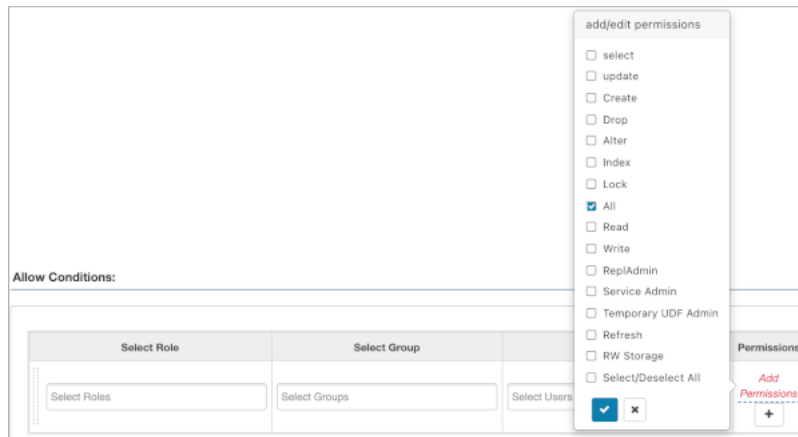 add/edit permissions
select
update
Create
Drop
Alter
Index
Lock
All
Read
Write
ReplAdmin
Service Admin
Temporary UDF Admin
Refresh
RW Storage
Select/Deselect All
Allow Conditions:
Select Role
Select Group
Permissions
Select Roles
Select Groups
Select Users
Add
Permissions